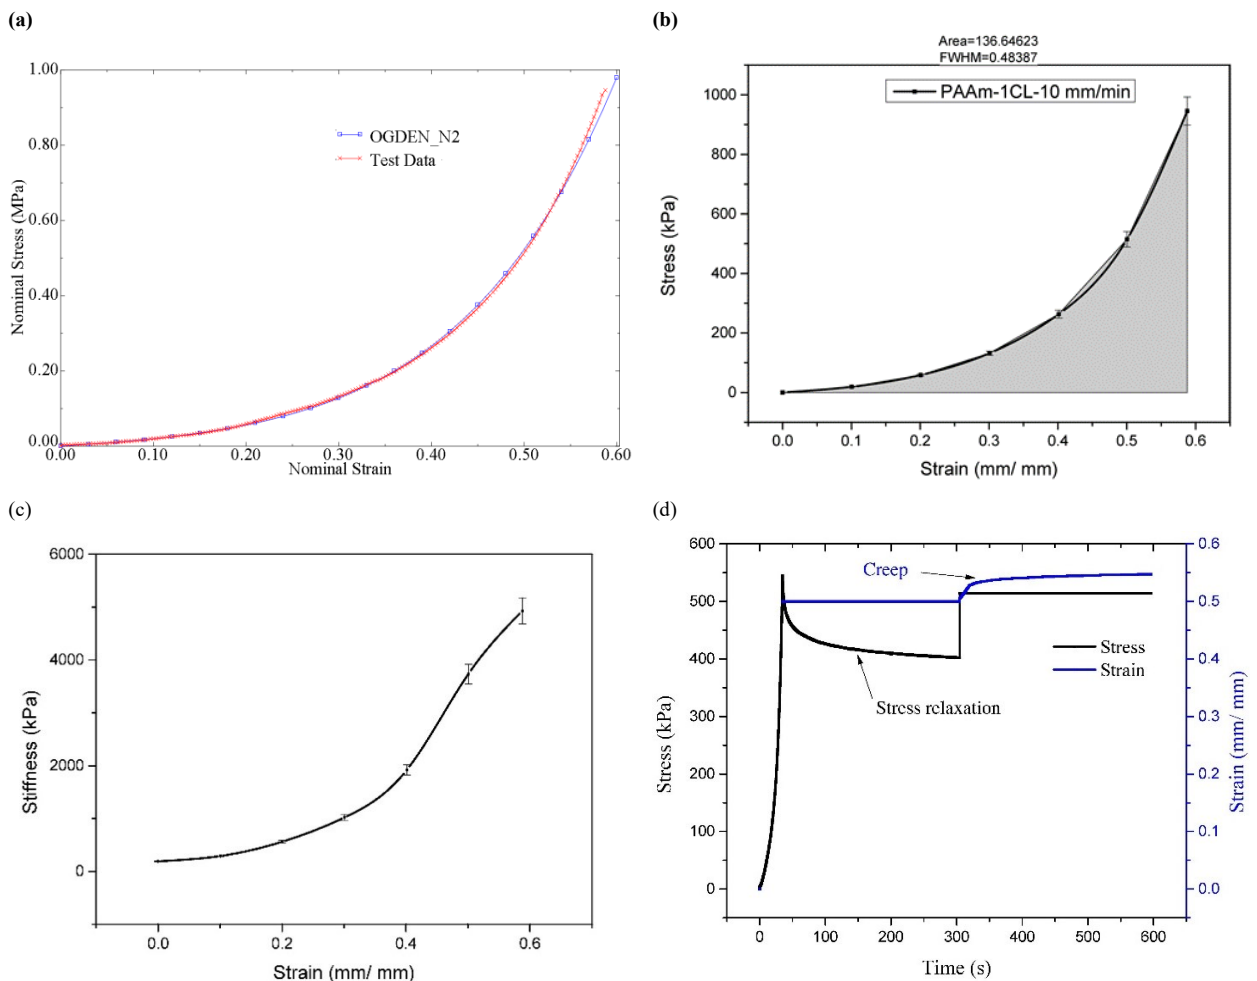 (a)
1.00
0.80
0.60
0.40
0.20
0.00
Nominal Stress (MPa)
OGDEN_N2
Test Data
0.00 0.10 0.20 0.30 0.40 0.50 0.60
Nominal Strain
(b)
Area=136.64623
FWHM=0.48387
PAAm-1CL-10 mm/min
1000
800
600
400
200
0
Stress (kPa)
0.0 0.1 0.2 0.3 0.4 0.5 0.6
Strain (mm/ mm)
(c)
6000
4000
2000
0
Stiffness (kPa)
0.0 0.2 0.4 0.6
Strain (mm/ mm)
(d)
600
500
400
300
200
100
0
Stress (kPa)
Creep
Stress
Strain
Stress relaxation
0.6
0.5
0.4
0.3
0.2
0.1
0.0
Strain (mm/ mm)
0 100 200 300 400 500 600
Time (s)